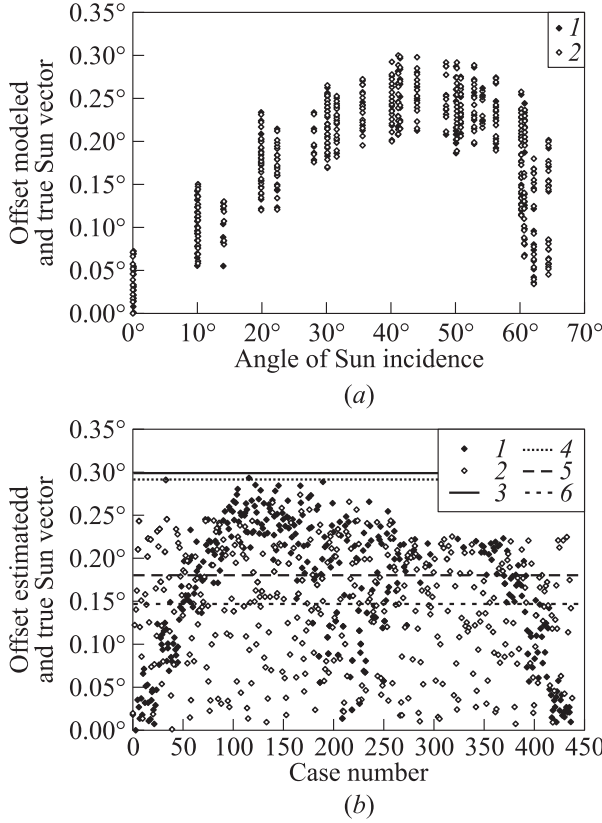 0.35°
0.30°
0.25°
0.20°
0.15°
0.10°
0.05°
0.00°
Offset modeled
and true Sun vector
1
2
0° 10° 20° 30° 40° 50° 60° 70°
Angle of Sun incidence
(a)
0.35°
0.30°
0.25°
0.20°
0.15°
0.10°
0.05°
0.00°
Offset estimatedd
and true Sun vector
1 4
2 5
3 6
0 50 100 150 200 250 300 350 400 450
Case number
(b)